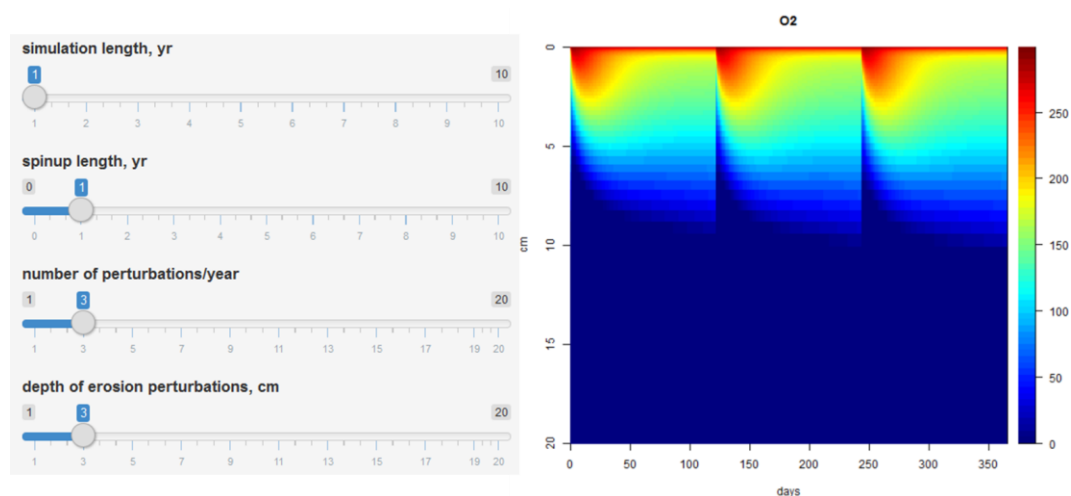 simulation length, yr
1 10
1 2 3 4 5 6 7 8 9 10
spinup length, yr
0 1 10
0 1 2 3 4 5 6 7 8 9 10
number of perturbations/year
1 3 20
1 3 5 7 9 11 13 15 17 19 20
depth of erosion perturbations, cm
1 3 20
1 3 5 7 9 11 13 15 17 19 20
O2
cm
0
5
10
15
20
0 50 100 150 200 250 300 350
days
250
200
150
100
50
0